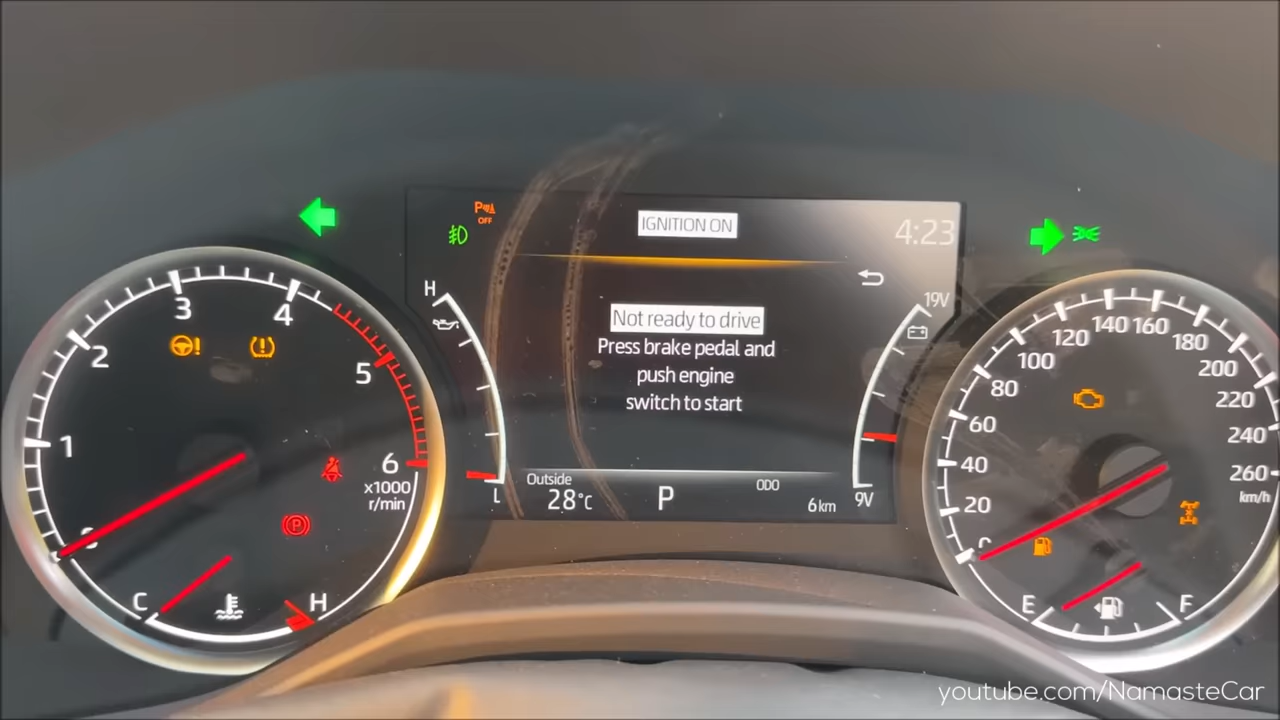 P OFF
IGNITION ON
4:23
H
19V
Not ready to drive
Press brake pedal and
push engine
switch to start
L
9V
Outside
28°C
P
ODO
6 km
0
1
2
3
4
5
6
x1000
r/min
!
(!)
P
C
H
0
20
40
60
80
100
120
140
160
180
200
220
240
260
km/h
E
F
youtube.com/NamasteCar